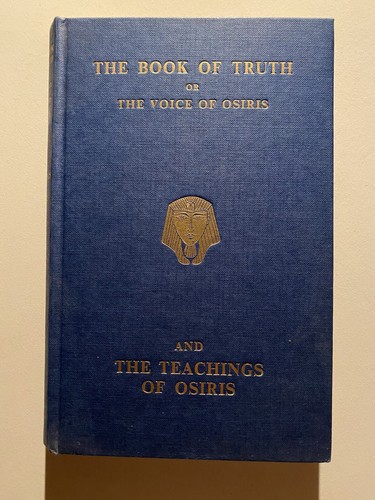 THE BOOK OF TRUTH
OR
THE VOICE OF OSIRIS
AND
THE TEACHINGS
OF OSIRIS